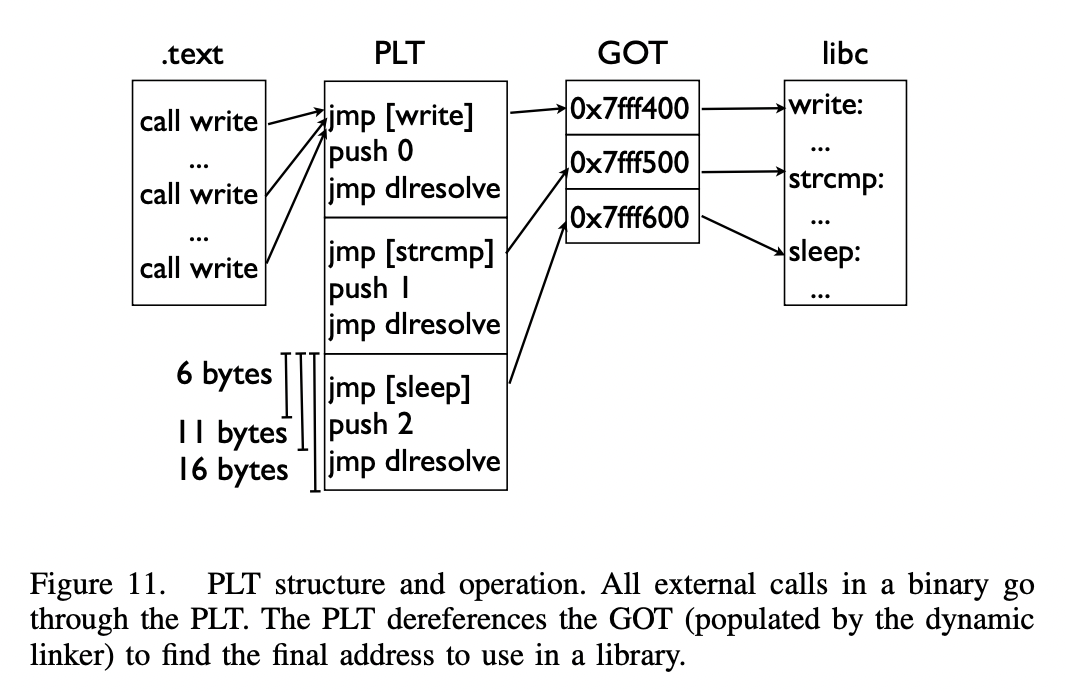 .text
PLT
GOT
libc
call write
...
call write
...
call write
jmp [write]
push 0
jmp dlresolve
jmp [strcmp]
push 1
jmp dlresolve
jmp [sleep]
push 2
jmp dlresolve
0x7fff400
0x7fff500
0x7fff600
write:
...
strcmp:
...
sleep:
...
6 bytes
11 bytes
16 bytes
Figure 11. PLT structure and operation. All external calls in a binary go
through the PLT. The PLT dereferences the GOT (populated by the dynamic
linker) to find the final address to use in a library.